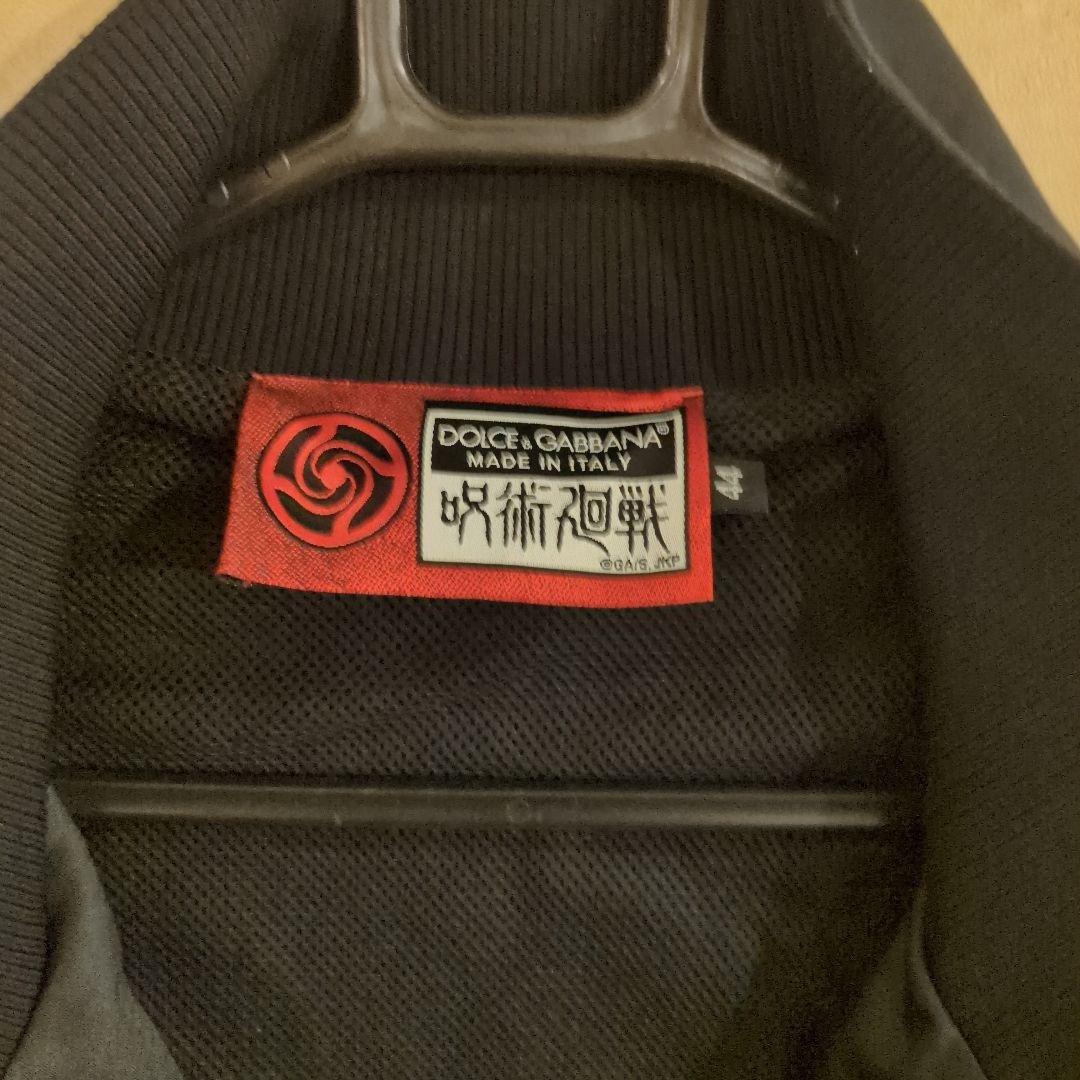 DOLCE & GABBANA®
MADE IN ITALY
呪術廻戦
©GA/S, JKP
44